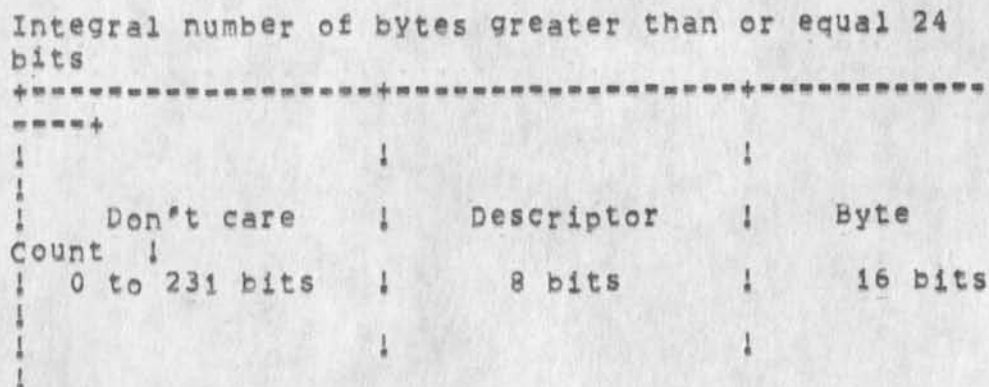 Integral number of bytes greater than or equal 24
bits
+------------------+------------------+------------
----+
!                  !                  !
!
!    Don"t care    !    Descriptor    !    Byte
Count  !
!  0 to 231 bits   !      8 bits      !     16 bits
!
!                  !                  !
!